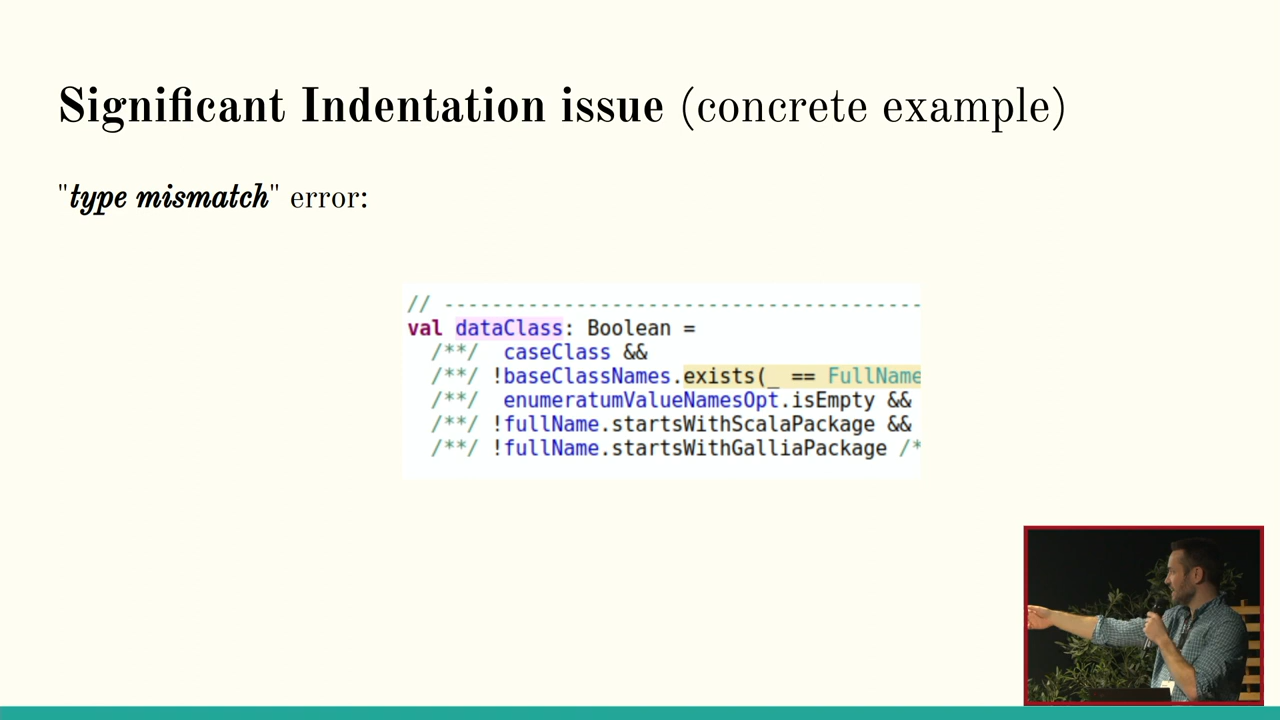 Significant Indentation issue (concrete example)
"type mismatch" error:
// ----------------------------------------
val dataClass: Boolean =
/**/  caseClass &&
/**/ !baseClassNames.exists(_ == FullName
/**/  enumeratumValueNamesOpt.isEmpty &&
/**/ !fullName.startsWithScalaPackage &&
/**/ !fullName.startsWithGalliaPackage /*